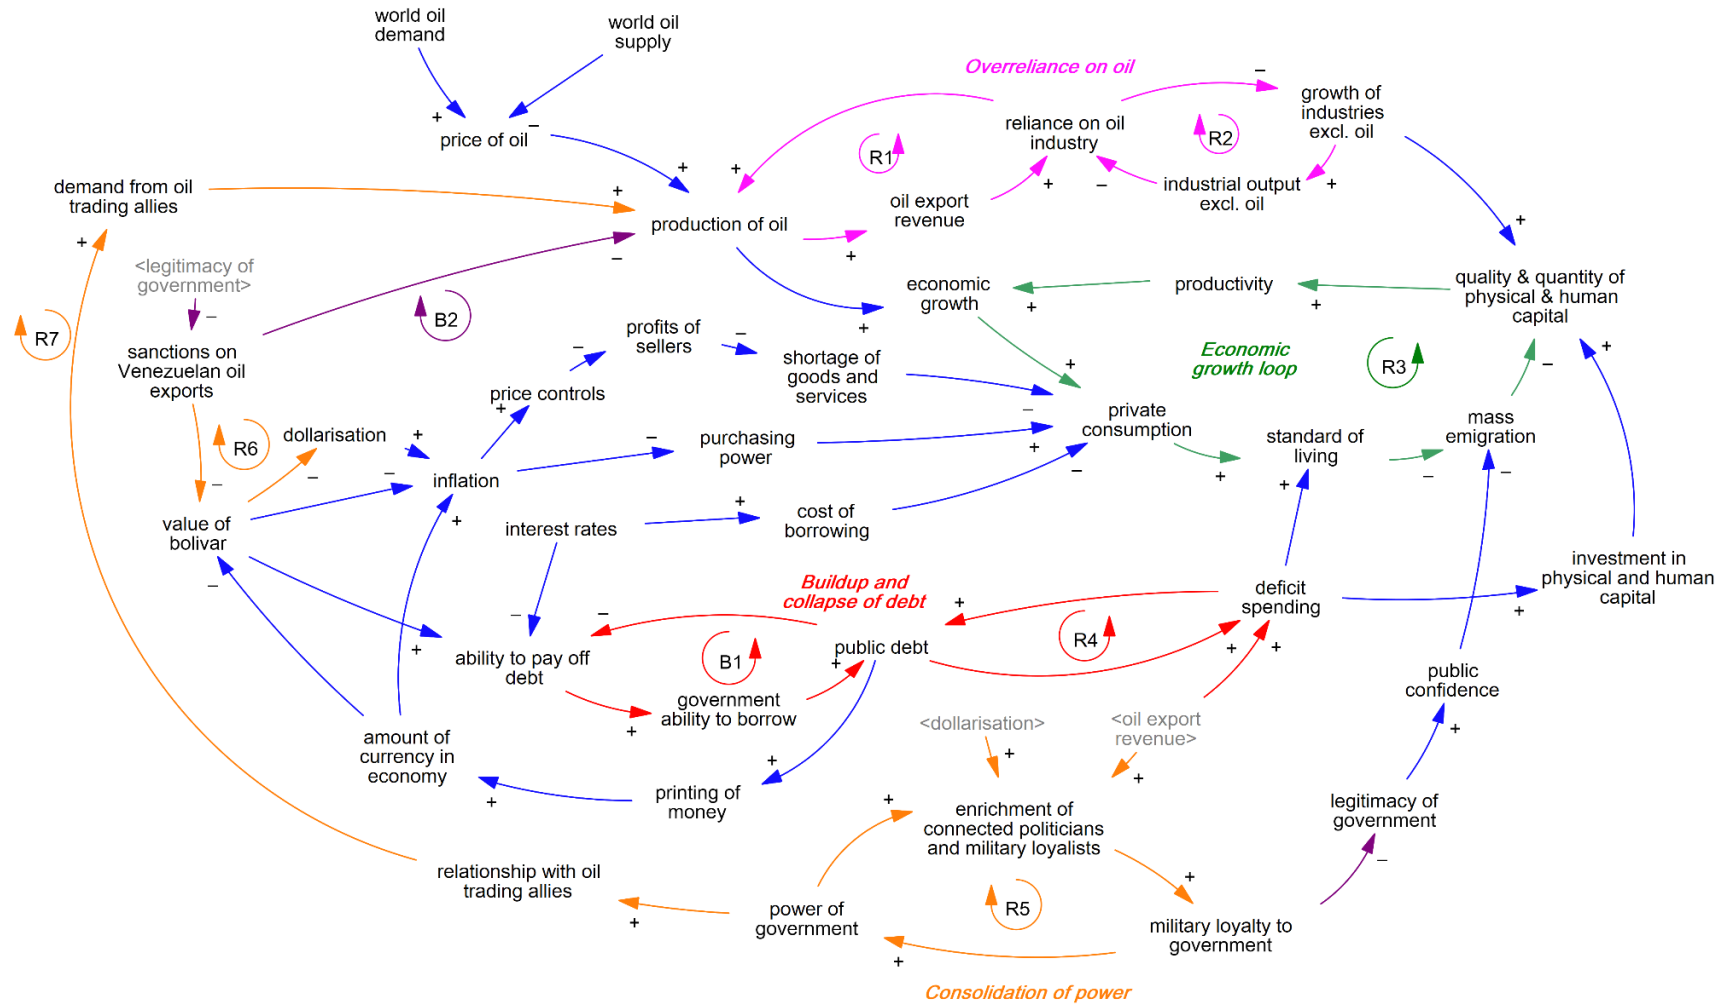 world oil
demand
world oil
supply
Overreliance on oil
growth of
industries
excl. oil
+
–
price of oil
–
+
+
R1
reliance on oil
industry
R2
–
+
–
+
demand from oil
trading allies
+
industrial output
excl. oil
oil export
revenue
production of oil
+
–
+
+
<legitimacy of
government>
–
R7
B2
economic
growth
+
+
productivity
+
quality & quantity of
physical & human
capital
+
–
sanctions on
Venezuelan oil
exports
profits of
sellers
–
–
shortage of
goods and
services
+
–
Economic
growth loop
R3
price controls
+
private
consumption
+
–
dollarisation
+
R6
–
–
purchasing
power
–
standard of
living
+
–
+
mass
emigration
–
inflation
–
+
value of
bolivar
–
interest rates
+
cost of
borrowing
investment in
physical and human
capital
+
Buildup and
collapse of debt
deficit
spending
+
+
+
–
–
+
ability to pay off
debt
+
B1
public debt
+
R4
government
ability to borrow
public
confidence
+
<dollarisation>
+
<oil export
revenue>
+
amount of
currency in
economy
+
printing of
money
+
legitimacy of
government
–
enrichment of
connected politicians
and military loyalists
+
+
relationship with oil
trading allies
+
power of
government
R5
military loyalty to
government
+
Consolidation of power